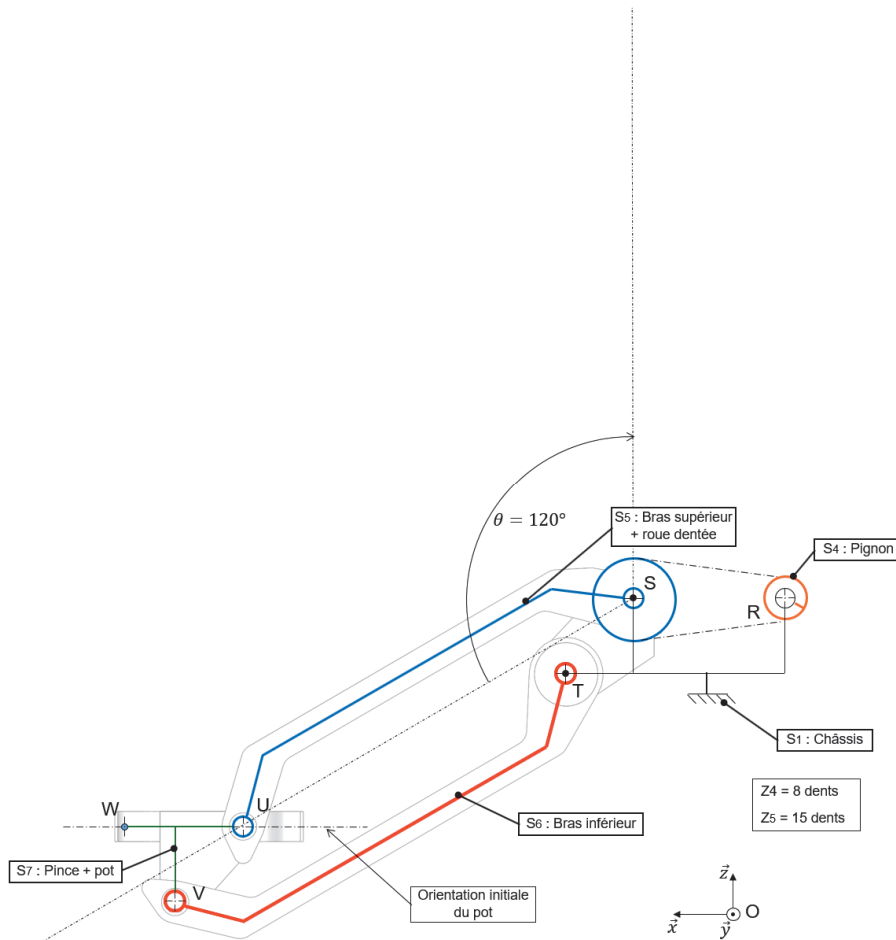 θ = 120°
S5 : Bras supérieur
+ roue dentée
S4 : Pignon
S
R
T
S1 : Châssis
W
U
Z4 = 8 dents
Z5 = 15 dents
S6 : Bras inférieur
S7 : Pince + pot
V
Orientation initiale
du pot
z
x
y
O